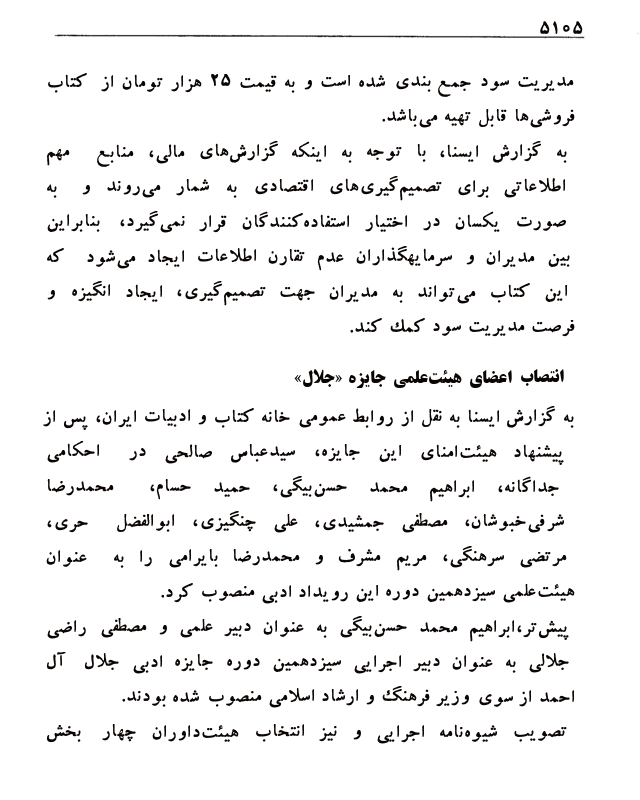 ۵۱۰۵
مدیریت سود جمع بندی شده است و به قیمت ۲۵ هزار تومان از کتاب
فروشی‌ها قابل تهیه می‌باشد.
به گزارش ایسنا، با توجه به اینکه گزارش‌های مالی، منابع مهم
اطلاعاتی برای تصمیم‌گیری‌های اقتصادی به شمار می‌روند و به
صورت یکسان در اختیار استفاده‌کنندگان قرار نمی‌گیرد، بنابراین
بین مدیران و سرمایهگذاران عدم تقارن اطلاعات ایجاد می‌شود که
این کتاب می‌تواند به مدیران جهت تصمیم‌گیری، ایجاد انگیزه و
فرصت مدیریت سود کمك کند.
انتصاب اعضای هیئت‌علمی جایزه «جلال»
به گزارش ایسنا به نقل از روابط عمومی خانه کتاب و ادبیات ایران، پس از
پیشنهاد هیئت‌امنای این جایزه، سیدعباس صالحی در احکامی
جداگانه، ابراهیم محمد حسن‌بیگی، حمید حسام، محمدرضا
شرفی‌خبوشان، مصطفی جمشیدی، علی چنگیزی، ابوالفضل حری،
مرتضی سرهنگی، مریم مشرف و محمدرضا بایرامی را به عنوان
هیئت‌علمی سیزدهمین دوره این رویداد ادبی منصوب کرد.
پیش‌تر،ابراهیم محمد حسن‌بیگی به عنوان دبیر علمی و مصطفی راضی
جلالی به عنوان دبیر اجرایی سیزدهمین دوره جایزه ادبی جلال آل
احمد از سوی وزیر فرهنگ و ارشاد اسلامی منصوب شده بودند.
تصویب شیوه‌نامه اجرایی و نیز انتخاب هیئت‌داوران چهار بخش